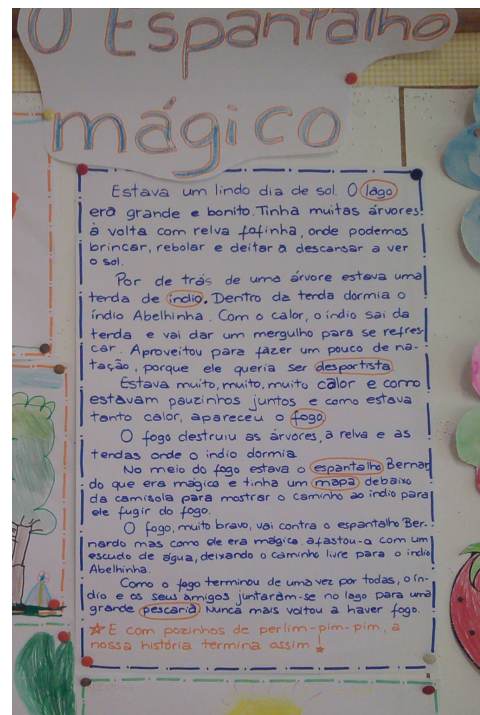 O Espantalho
mágico
Estava um lindo dia de sol. O lago
era grande e bonito. Tinha muitas árvores
à volta com relva fofinha, onde podemos
brincar, rebolar e deitar a descansar a ver
o sol.
Por de trás de uma árvore estava uma
tenda de índio. Dentro da tenda dormia o
índio Abelhinha. Com o calor, o índio sai da
tenda e vai dar um mergulho para se refres
car. Aproveitou para fazer um pouco de na-
tação, porque ele queria ser desportista.
Estava muito, muito, muito calor e como
estavam pauzinhos juntos e como estava
tanto calor, apareceu o fogo
O fogo destruiu as árvores, a relva e as
tendas onde o indio dormia
No meio do fogo estava o espantalho Bernar
do que era mágico e tinha um mapa debaixo
da camisola para mostrar o caminho ao indio para
ele fugir do fogo.
O fogo, muito bravo, vai contra o espantalho Ber-
nardo mas como ele era mágico, afastou-o com um
escudo de água, deixando o caminho livre para o indio
Abelhinha.
Como o fogo terminou de uma vez por todas, o ín-
dio e os seus amigos juntaram-se no lago para uma
grande pescaria. Nunca mais voltou a haver fogo.
E com pozinhos de perlim-pim-pim, a
nossa história termina assim!